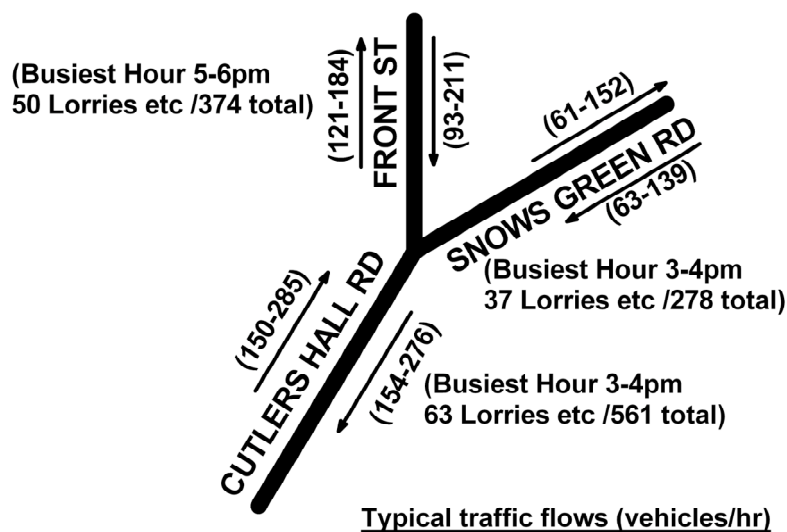 (Busiest Hour 5-6pm
50 Lorries etc /374 total)
(121-184)
FRONT ST
(93-211)
(61-152)
SNOWS GREEN RD
(63-139)
(Busiest Hour 3-4pm
37 Lorries etc /278 total)
(150-285)
CUTLERS HALL RD
(154-276)
(Busiest Hour 3-4pm
63 Lorries etc /561 total)
Typical traffic flows (vehicles/hr)